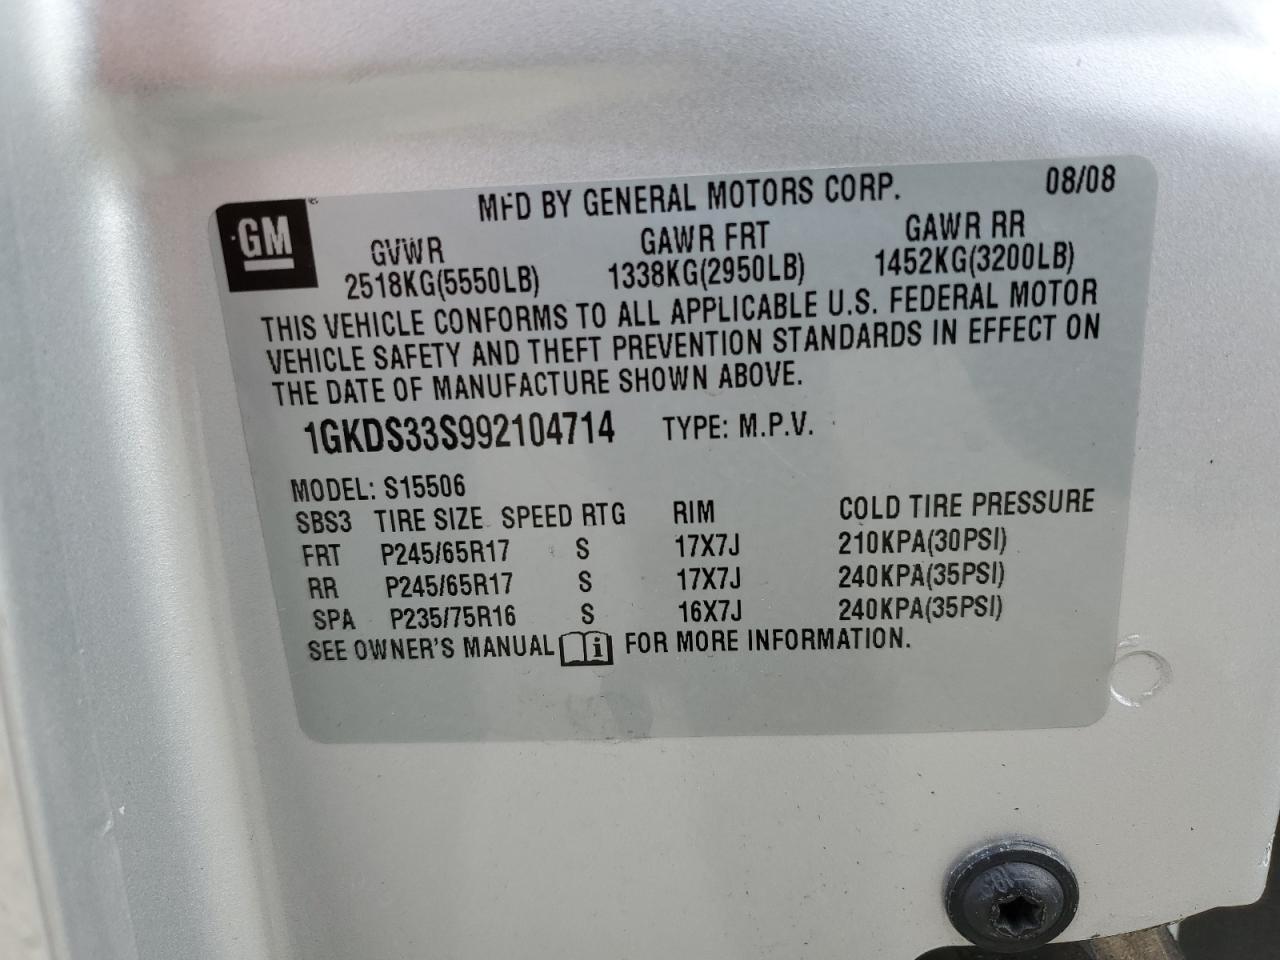 MFD BY GENERAL MOTORS CORP. 08/08
GM
GVWR GAWR FRT GAWR RR
2518KG(5550LB) 1338KG(2950LB) 1452KG(3200LB)
THIS VEHICLE CONFORMS TO ALL APPLICABLE U.S. FEDERAL MOTOR
VEHICLE SAFETY AND THEFT PREVENTION STANDARDS IN EFFECT ON
THE DATE OF MANUFACTURE SHOWN ABOVE.
1GKDS33S992104714 TYPE: M.P.V.
MODEL: S15506
SBS3 TIRE SIZE SPEED RTG RIM COLD TIRE PRESSURE
FRT P245/65R17 S 17X7J 210KPA(30PSI)
RR P245/65R17 S 17X7J 240KPA(35PSI)
SPA P235/75R16 S 16X7J 240KPA(35PSI)
SEE OWNER'S MANUAL i FOR MORE INFORMATION.